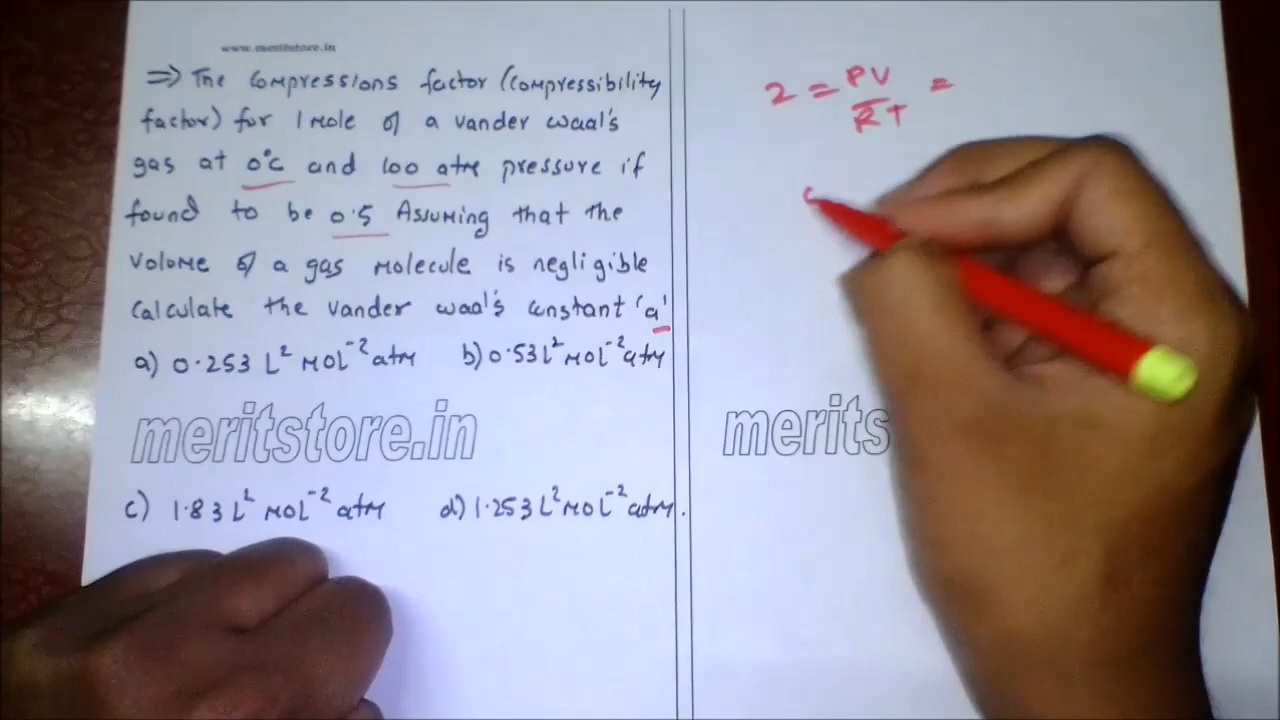 www.meritstore.in
⇒ The compressions factor (compressibility
factor) for 1 mole of a vander waal's
gas at 0°c and 100 atm pressure if
found to be 0.5 Assuming that the
volume of a gas molecule is negligible
calculate the vander waal's constant 'a'
a) 0.253 L² MOL⁻² atm b) 0.53 L² MOL⁻² atm
meritstore.in
c) 1.83 L² MOL⁻² atm d) 1.253 L² MOL⁻² atm.
Z = PV/RT =
merits